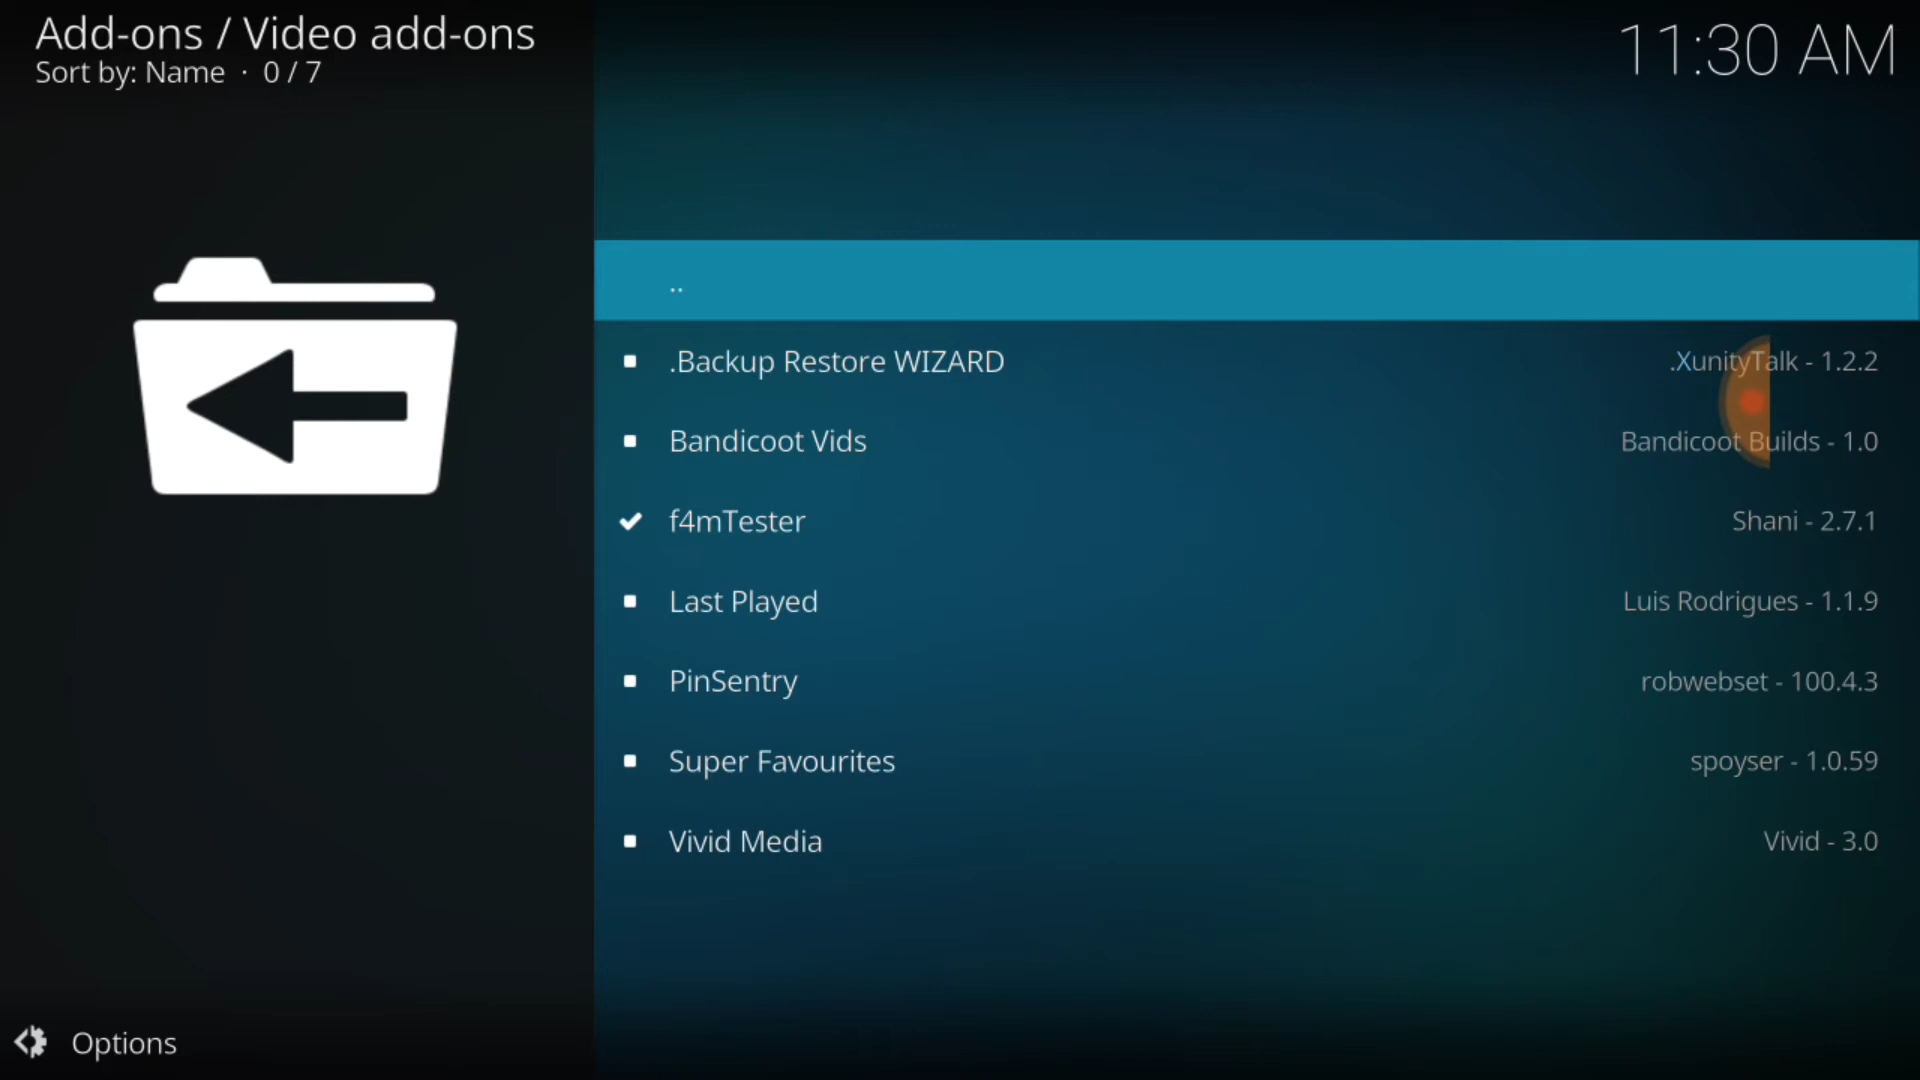 Add-ons / Video add-ons
Sort by: Name · 0 / 7
11:30 AM
..
.Backup Restore WIZARD .XunityTalk - 1.2.2
Bandicoot Vids Bandicoot Builds - 1.0
f4mTester Shani - 2.7.1
Last Played Luis Rodrigues - 1.1.9
PinSentry robwebset - 100.4.3
Super Favourites spoyser - 1.0.59
Vivid Media Vivid - 3.0
Options